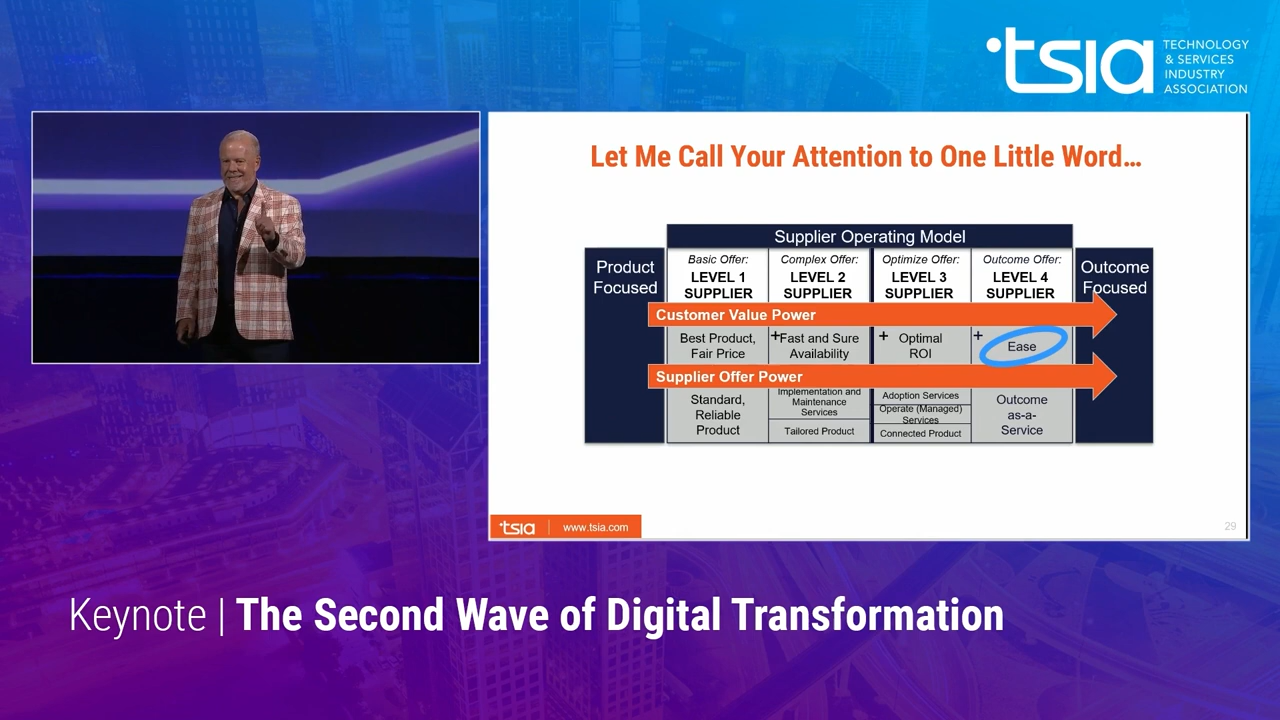 tsia
TECHNOLOGY
& SERVICES
INDUSTRY
ASSOCIATION
Let Me Call Your Attention to One Little Word…
Supplier Operating Model
Product
Focused
Basic Offer:
LEVEL 1
SUPPLIER
Complex Offer:
LEVEL 2
SUPPLIER
Optimize Offer:
LEVEL 3
SUPPLIER
Outcome Offer:
LEVEL 4
SUPPLIER
Outcome
Focused
Customer Value Power
Best Product,
Fair Price
+Fast and Sure
Availability
+ Optimal
ROI
+ Ease
Supplier Offer Power
Standard,
Reliable
Product
Implementation and
Maintenance
Services
Tailored Product
Adoption Services
Operate (Managed)
Services
Connected Product
Outcome
as-a-
Service
tsia | www.tsia.com
29
Keynote | The Second Wave of Digital Transformation